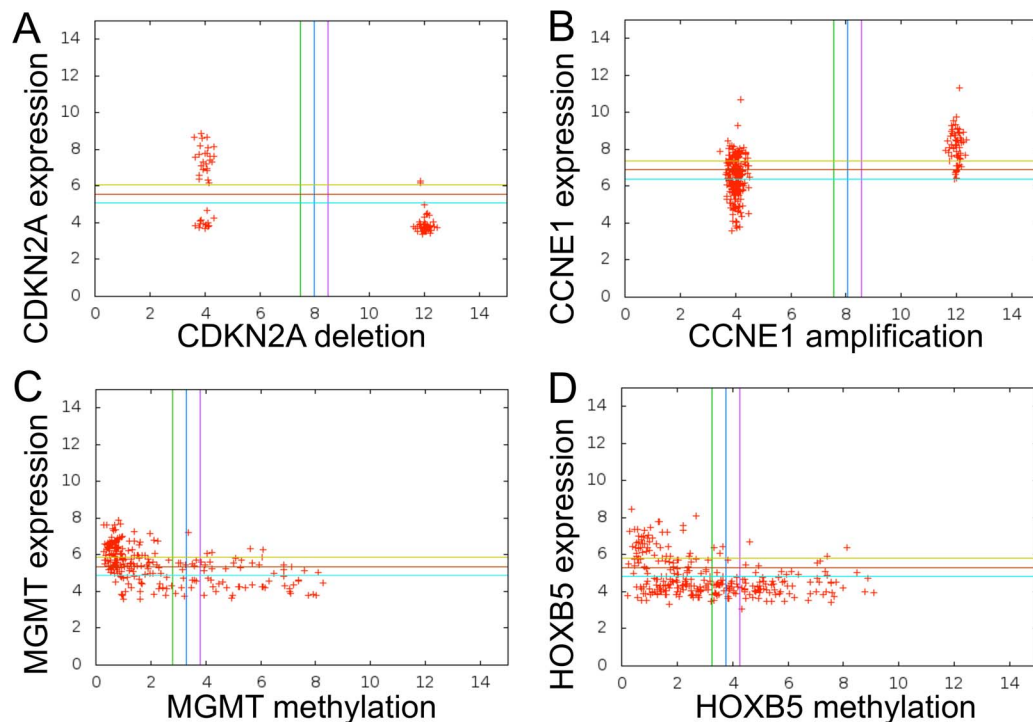 A
CDKN2A expression
14
12
10
8
6
4
2
0
0 2 4 6 8 10 12 14
CDKN2A deletion
B
CCNE1 expression
14
12
10
8
6
4
2
0
0 2 4 6 8 10 12 14
CCNE1 amplification
C
MGMT expression
14
12
10
8
6
4
2
0
0 2 4 6 8 10 12 14
MGMT methylation
D
HOXB5 expression
14
12
10
8
6
4
2
0
0 2 4 6 8 10 12 14
HOXB5 methylation